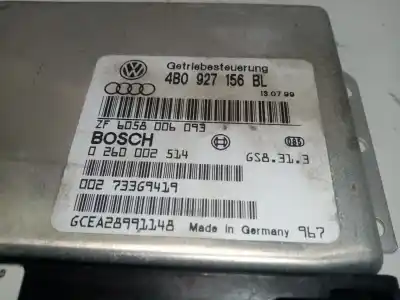 Getriebesteuerung
4B0 927 156 BL
13.07.99
ZF 6058 006 093
BOSCH
0 260 002 514
GS8.31.3
002 73369419
GCEA28991148 Made in Germany 967